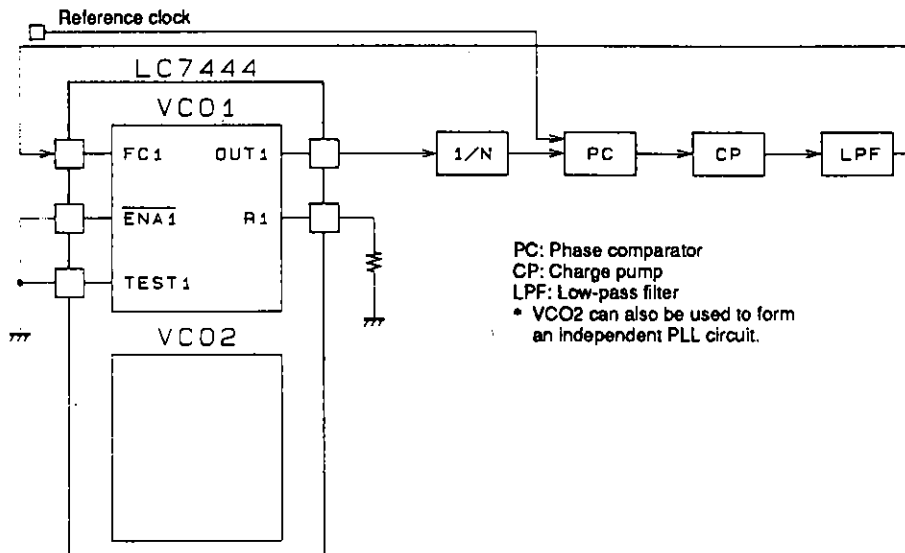 Reference clock
LC7444
VCO1
FC1 OUT1 1/N PC CP LPF
ENA1 R1
PC: Phase comparator
CP: Charge pump
LPF: Low-pass filter
TEST1
* VCO2 can also be used to form
an independent PLL circuit.
VCO2